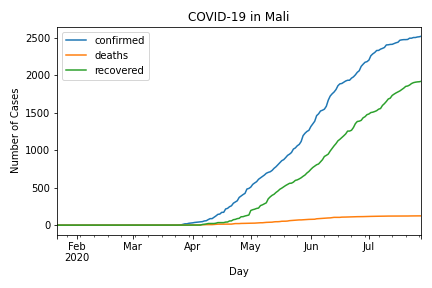 COVID-19 in Mali
confirmed
deaths
recovered
Number of Cases
2500
2000
1500
1000
500
0
Feb Mar Apr May Jun Jul
2020
Day